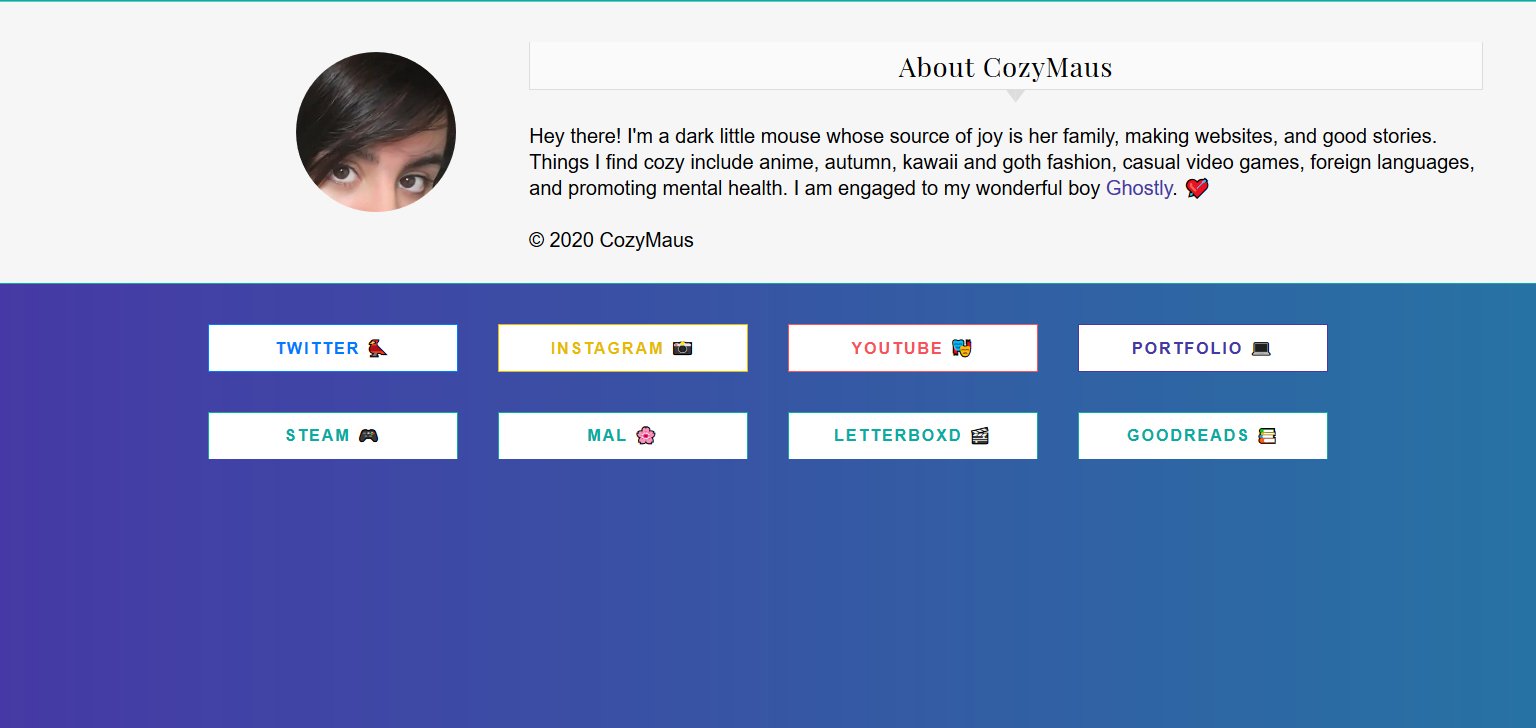 About CozyMaus
Hey there! I'm a dark little mouse whose source of joy is her family, making websites, and good stories.
Things I find cozy include anime, autumn, kawaii and goth fashion, casual video games, foreign languages,
and promoting mental health. I am engaged to my wonderful boy Ghostly. 💘
© 2020 CozyMaus
TWITTER 🐦 INSTAGRAM 📷 YOUTUBE 🎭 PORTFOLIO 💻
STEAM 🎮 MAL 🌸 LETTERBOXD 🎬 GOODREADS 📚